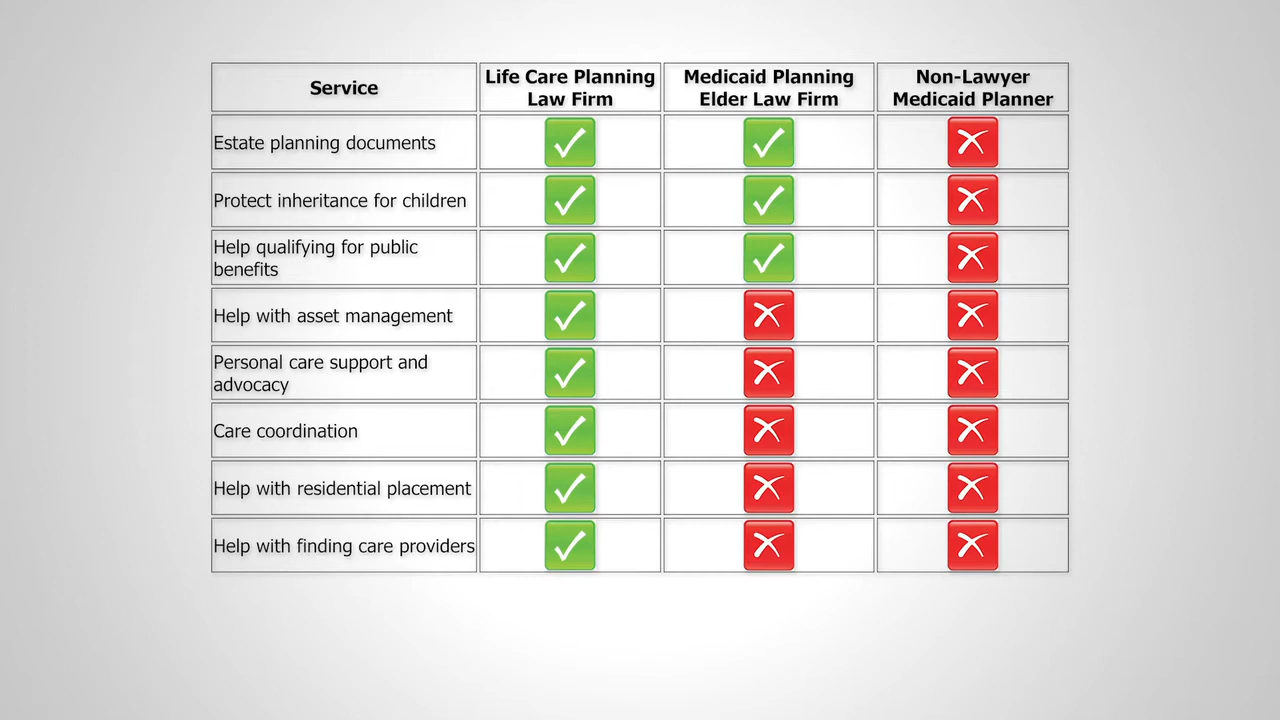 Service
Life Care Planning
Law Firm
Medicaid Planning
Elder Law Firm
Non-Lawyer
Medicaid Planner
Estate planning documents
Protect inheritance for children
Help qualifying for public
benefits
Help with asset management
Personal care support and
advocacy
Care coordination
Help with residential placement
Help with finding care providers